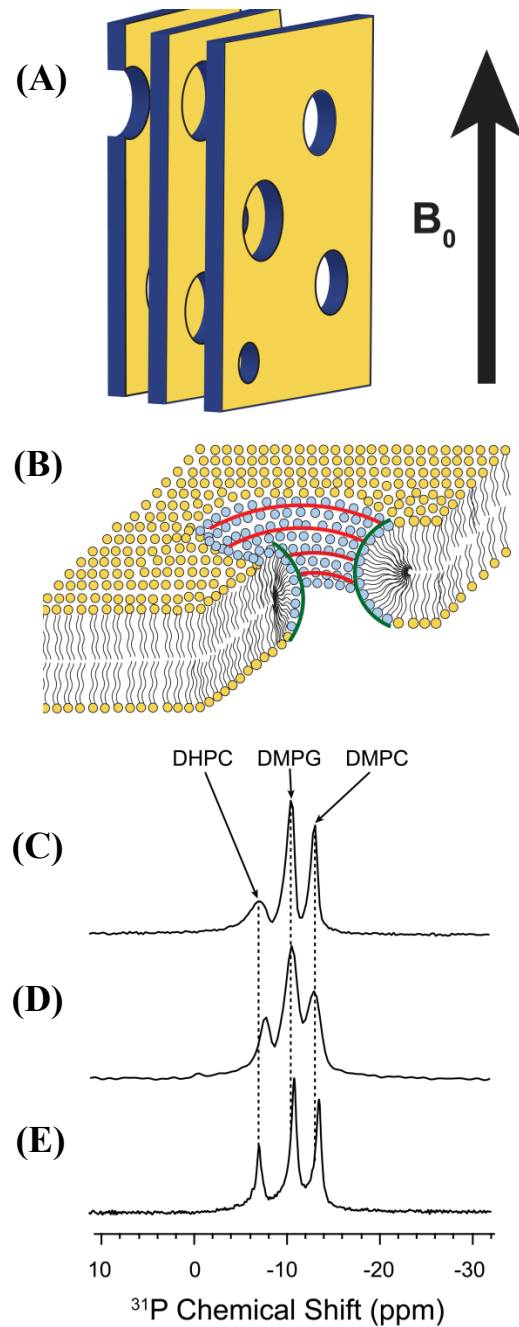 (A)
B0
(B)
DHPC DMPG DMPC
(C)
(D)
(E)
10 0 -10 -20 -30
31P Chemical Shift (ppm)